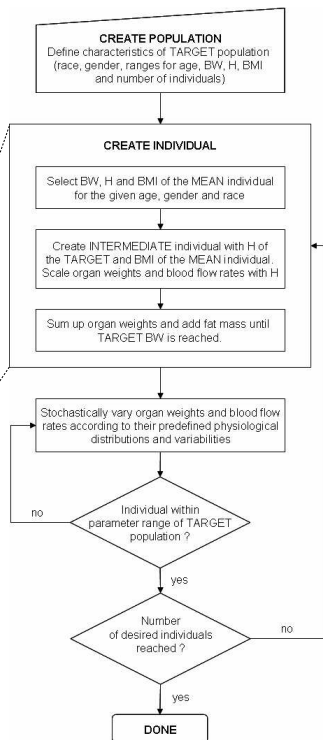 CREATE POPULATION
Define characteristics of TARGET population
(race, gender, ranges for age, BW, H, BMI
and number of individuals)
CREATE INDIVIDUAL
Select BW, H and BMI of the MEAN individual
for the given age, gender and race
Create INTERMEDIATE individual with H of
the TARGET and BMI of the MEAN individual.
Scale organ weights and blood flow rates with H
Sum up organ weights and add fat mass until
TARGET BW is reached.
Stochastically vary organ weights and blood flow
rates according to their predefined physiological
distributions and variabilities
Individual within
parameter range of TARGET
population ?
no
yes
Number
of desired individuals
reached ?
no
yes
DONE